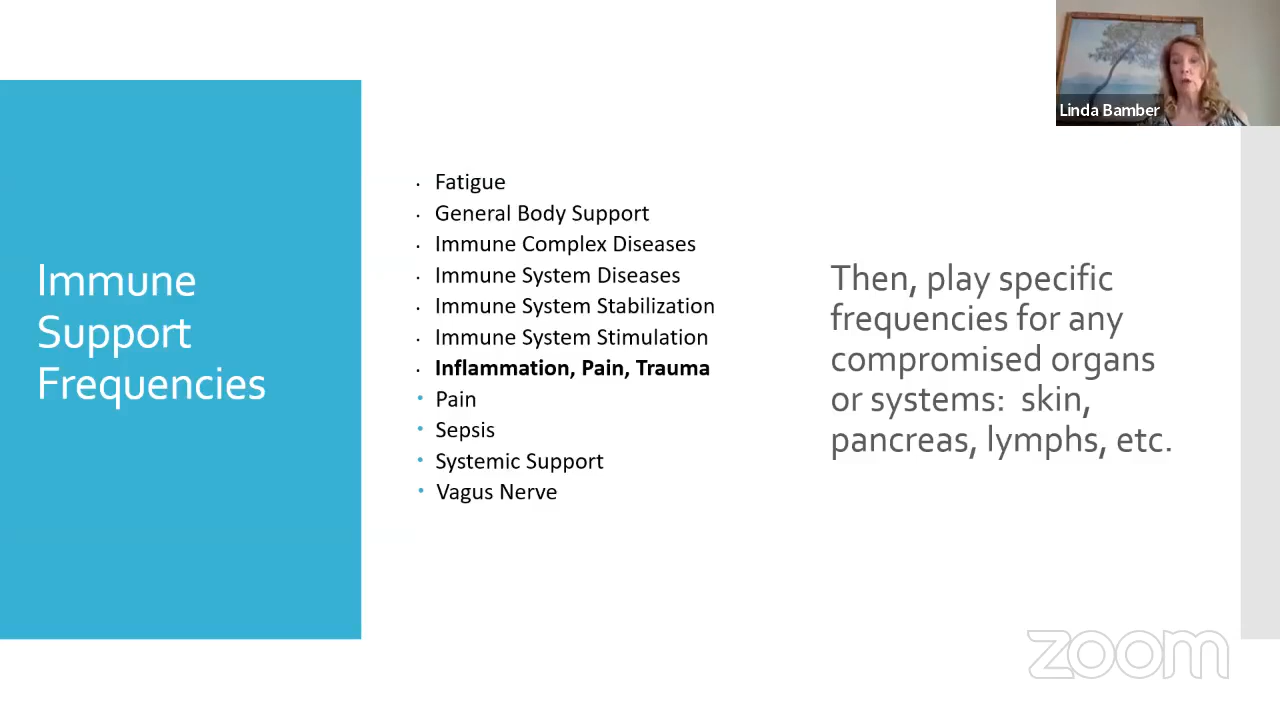 Linda Bamber
Immune
Support
Frequencies
· Fatigue
· General Body Support
· Immune Complex Diseases
· Immune System Diseases
· Immune System Stabilization
· Immune System Stimulation
· Inflammation, Pain, Trauma
• Pain
• Sepsis
• Systemic Support
• Vagus Nerve
Then, play specific
frequencies for any
compromised organs
or systems: skin,
pancreas, lymphs, etc.
zoom